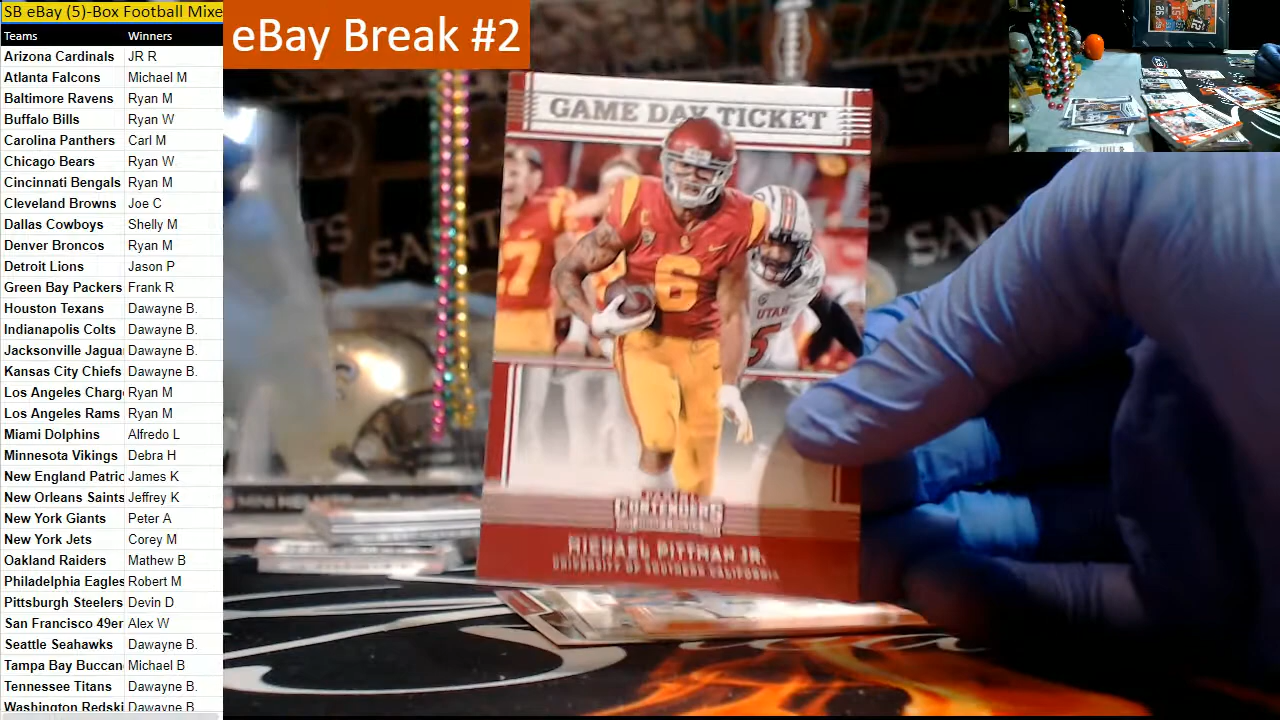 SB eBay (5)-Box Football Mixe
Teams Winners
Arizona Cardinals JR R
Atlanta Falcons Michael M
Baltimore Ravens Ryan M
Buffalo Bills Ryan W
Carolina Panthers Carl M
Chicago Bears Ryan W
Cincinnati Bengals Ryan M
Cleveland Browns Joe C
Dallas Cowboys Shelly M
Denver Broncos Ryan M
Detroit Lions Jason P
Green Bay Packers Frank R
Houston Texans Dawayne B.
Indianapolis Colts Dawayne B.
Jacksonville Jagua Dawayne B.
Kansas City Chiefs Dawayne B.
Los Angeles Charg Ryan M
Los Angeles Rams Ryan M
Miami Dolphins Alfredo L
Minnesota Vikings Debra H
New England Patric James K
New Orleans Saints Jeffrey K
New York Giants Peter A
New York Jets Corey M
Oakland Raiders Mathew B
Philadelphia Eagles Robert M
Pittsburgh Steelers Devin D
San Francisco 49er Alex W
Seattle Seahawks Dawayne B.
Tampa Bay Buccan Michael B
Tennessee Titans Dawayne B.
Washington Redski Dawayne B
eBay Break #2
GAME DAY TICKET
6
UTAH
5
PANINI
CONTENDERS
MICHAEL PITTMAN JR.
UNIVERSITY OF SOUTHERN CALIFORNIA